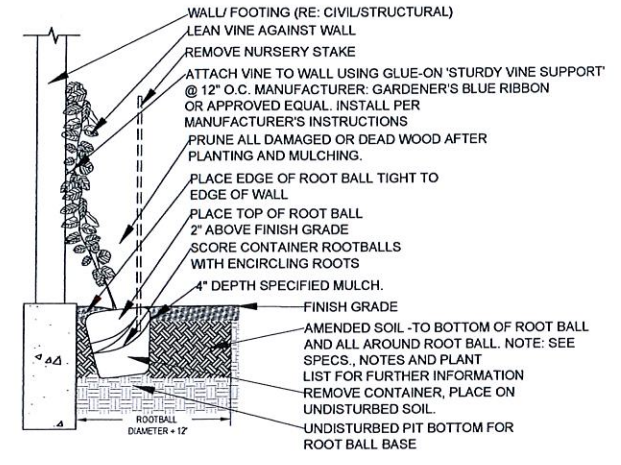 WALL/ FOOTING (RE: CIVIL/STRUCTURAL)
LEAN VINE AGAINST WALL
REMOVE NURSERY STAKE
ATTACH VINE TO WALL USING GLUE-ON 'STURDY VINE SUPPORT'
@ 12" O.C. MANUFACTURER: GARDENER'S BLUE RIBBON
OR APPROVED EQUAL. INSTALL PER
MANUFACTURER'S INSTRUCTIONS
PRUNE ALL DAMAGED OR DEAD WOOD AFTER
PLANTING AND MULCHING.
PLACE EDGE OF ROOT BALL TIGHT TO
EDGE OF WALL
PLACE TOP OF ROOT BALL
2" ABOVE FINISH GRADE
SCORE CONTAINER ROOTBALLS
WITH ENCIRCLING ROOTS
4" DEPTH SPECIFIED MULCH.
FINISH GRADE
AMENDED SOIL -TO BOTTOM OF ROOT BALL
AND ALL AROUND ROOT BALL. NOTE: SEE
SPECS., NOTES AND PLANT
LIST FOR FURTHER INFORMATION
REMOVE CONTAINER, PLACE ON
UNDISTURBED SOIL.
UNDISTURBED PIT BOTTOM FOR
ROOT BALL BASE
ROOTBALL
DIAMETER + 12"